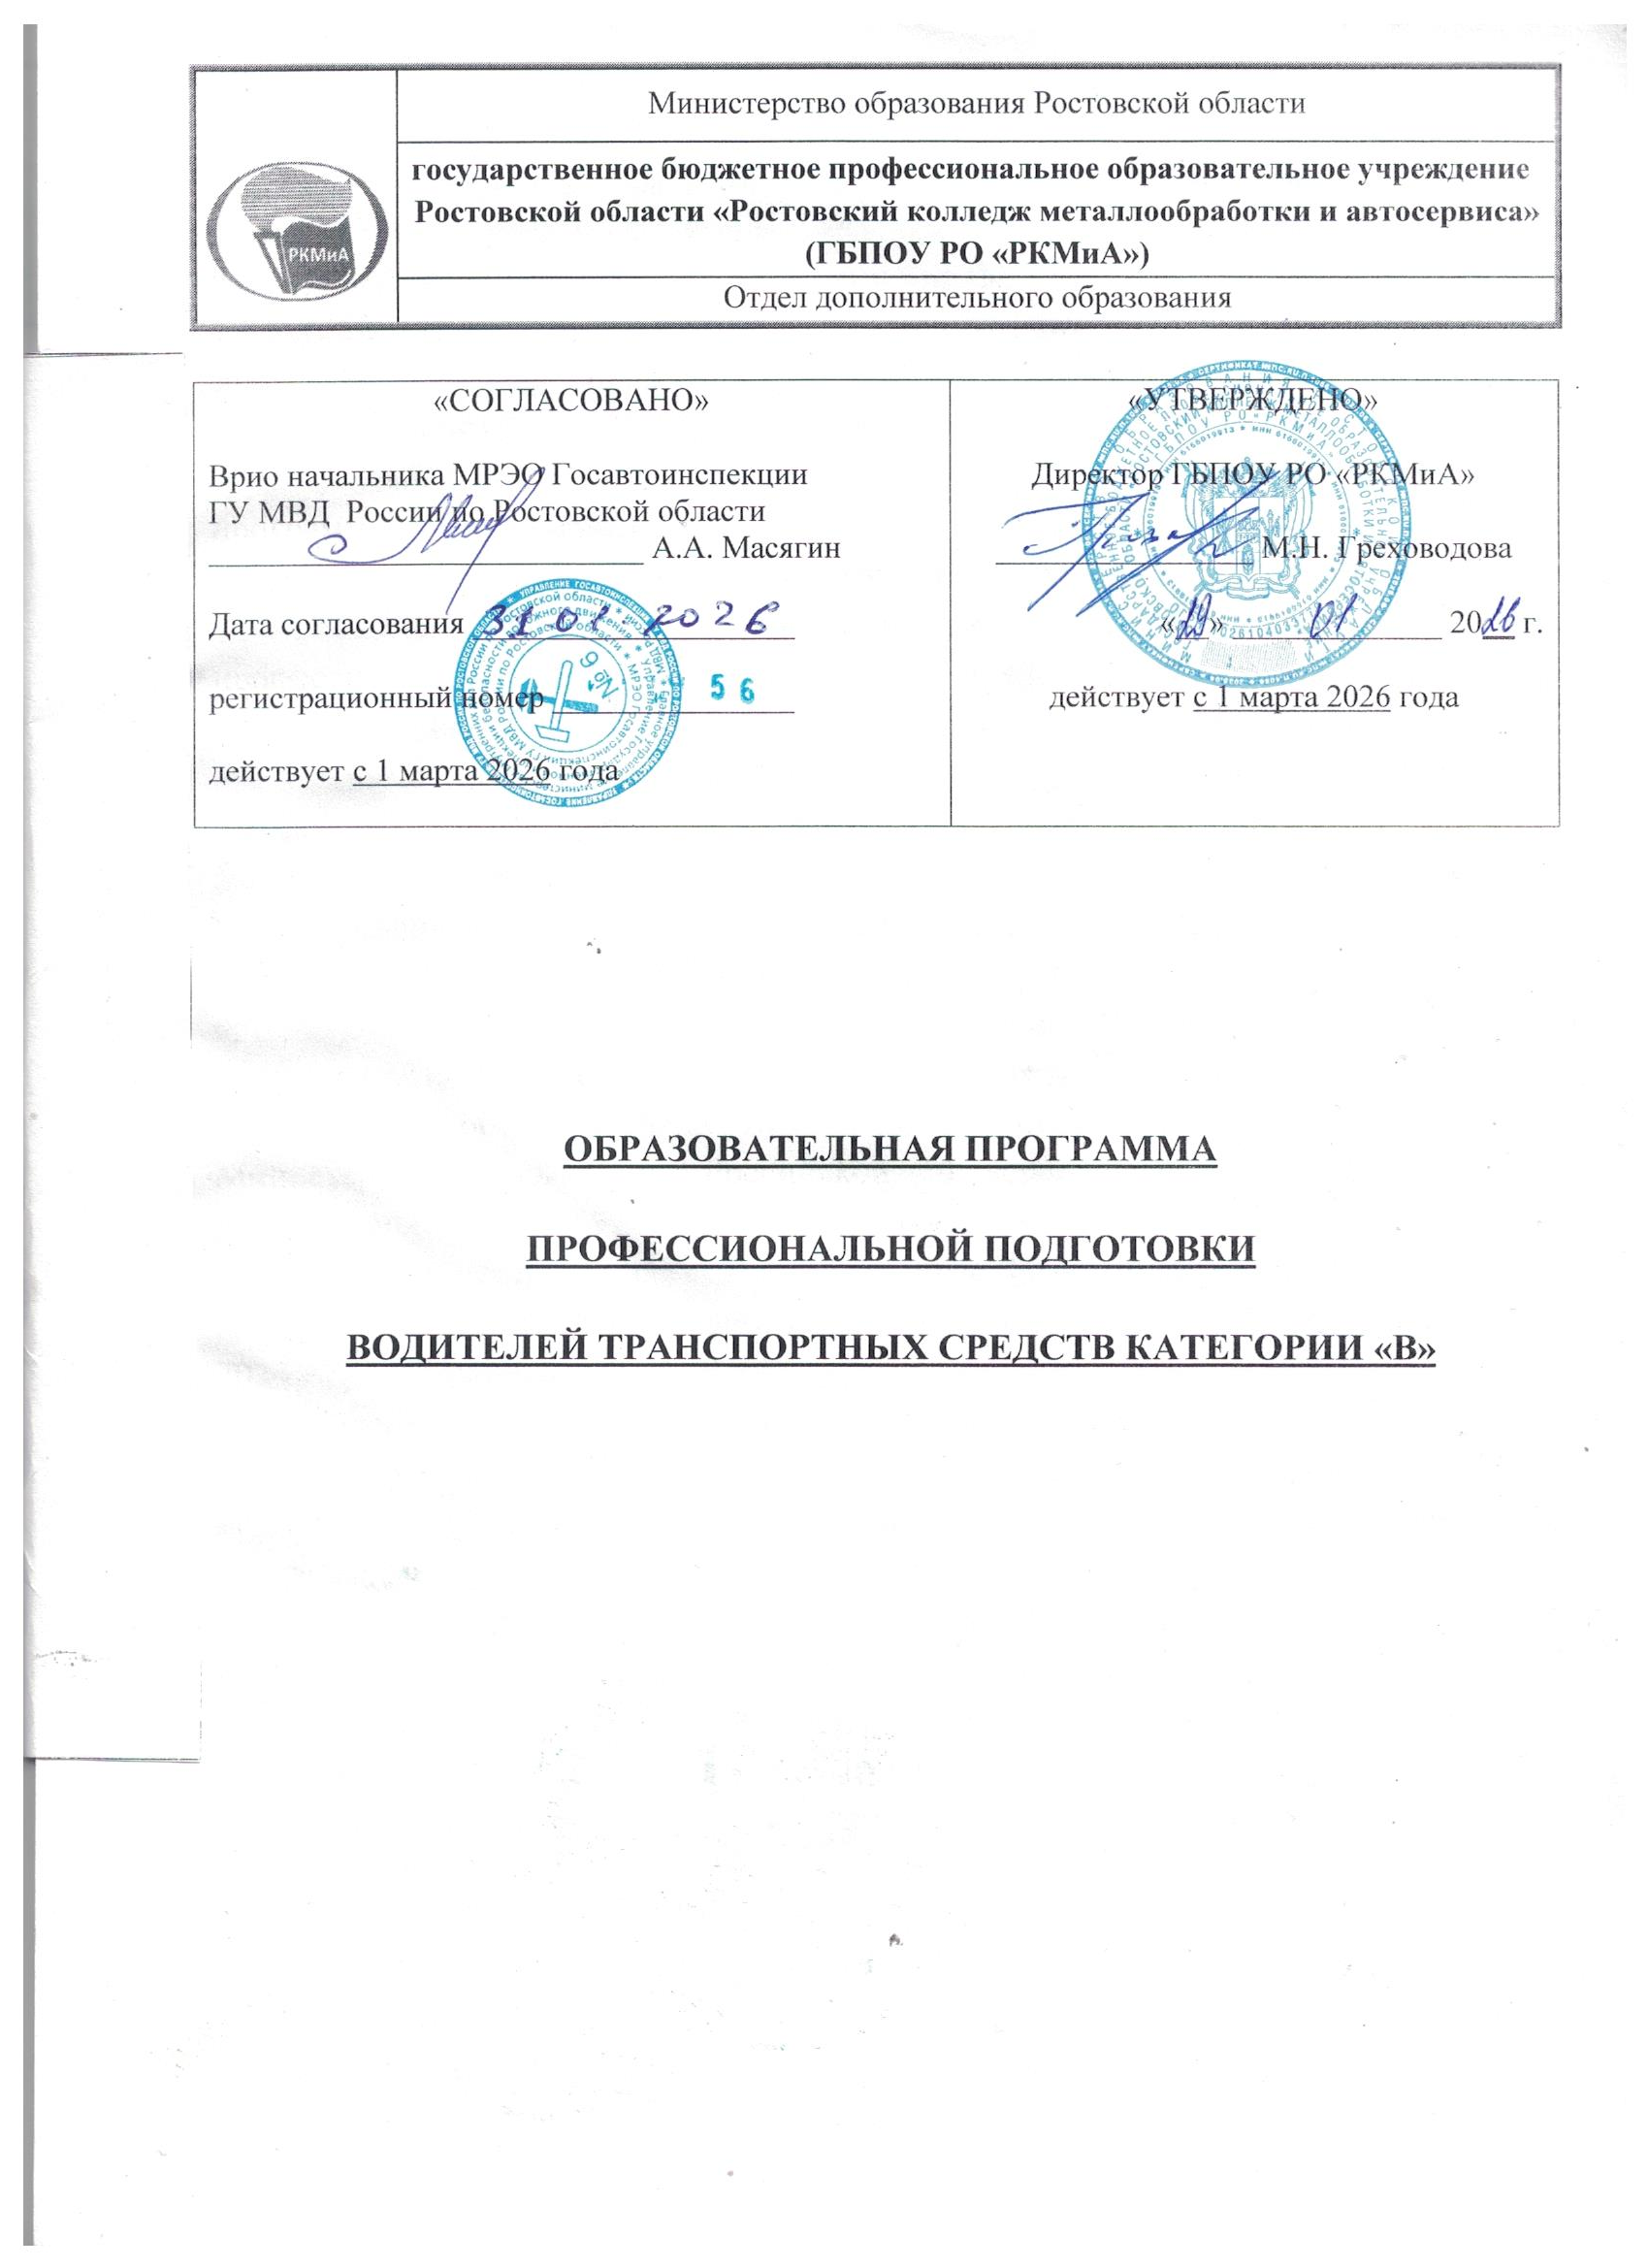 Министерство образования Ростовской области
государственное бюджетное профессиональное образовательное учреждение
Ростовской области «Ростовский колледж металлообработки и автосервиса»
(ГБПОУ РО «РКМиА»)
РКМиА
Отдел дополнительного образования
«СОГЛАСОВАНО»
Врио начальника МРЭО Госавтоинспекции
ГУ МВД России по Ростовской области
А.А. Масягин
Дата согласования 31 01. 2026
регистрационный номер 56
действует с 1 марта 2026 года
№ 6
«УТВЕРЖДЕНО»
Директор ГБПОУ РО «РКМиА»
М.Н. Греховодова
«29» 01 2026 г.
действует с 1 марта 2026 года
ОБРАЗОВАТЕЛЬНАЯ ПРОГРАММА
ПРОФЕССИОНАЛЬНОЙ ПОДГОТОВКИ
ВОДИТЕЛЕЙ ТРАНСПОРТНЫХ СРЕДСТВ КАТЕГОРИИ «В»